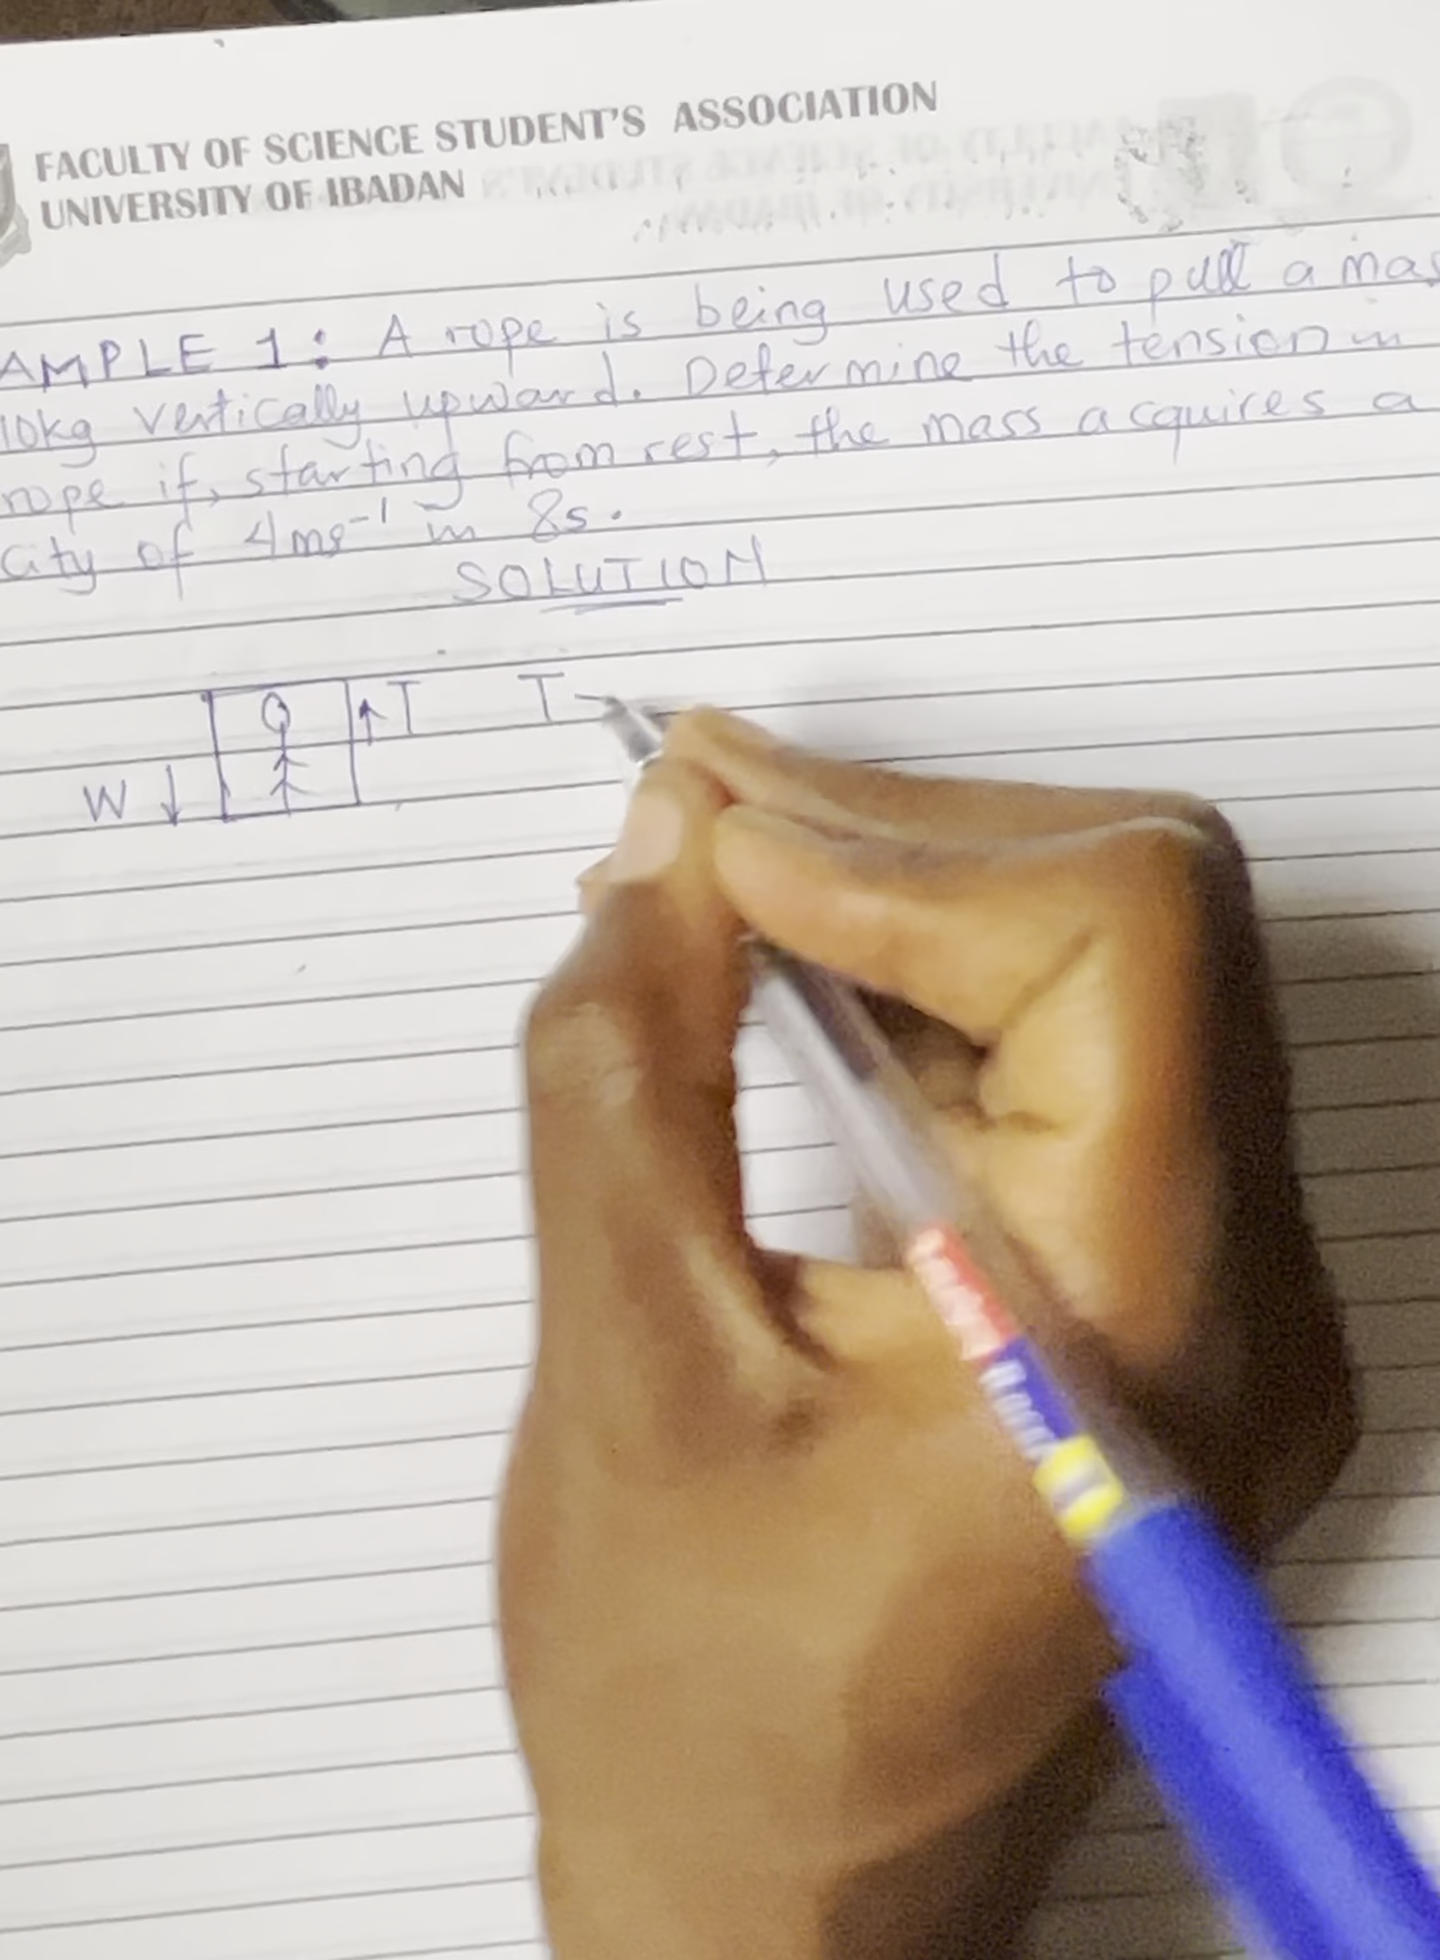 FACULTY OF SCIENCE STUDENT'S ASSOCIATION
UNIVERSITY OF IBADAN
AMPLE 1: A rope is being used to pull a mas
10kg vertically upward. Determine the tension in
rope if, starting from rest, the mass acquires a
city of 4ms⁻¹ in 8s.
SOLUTION
T T-
W